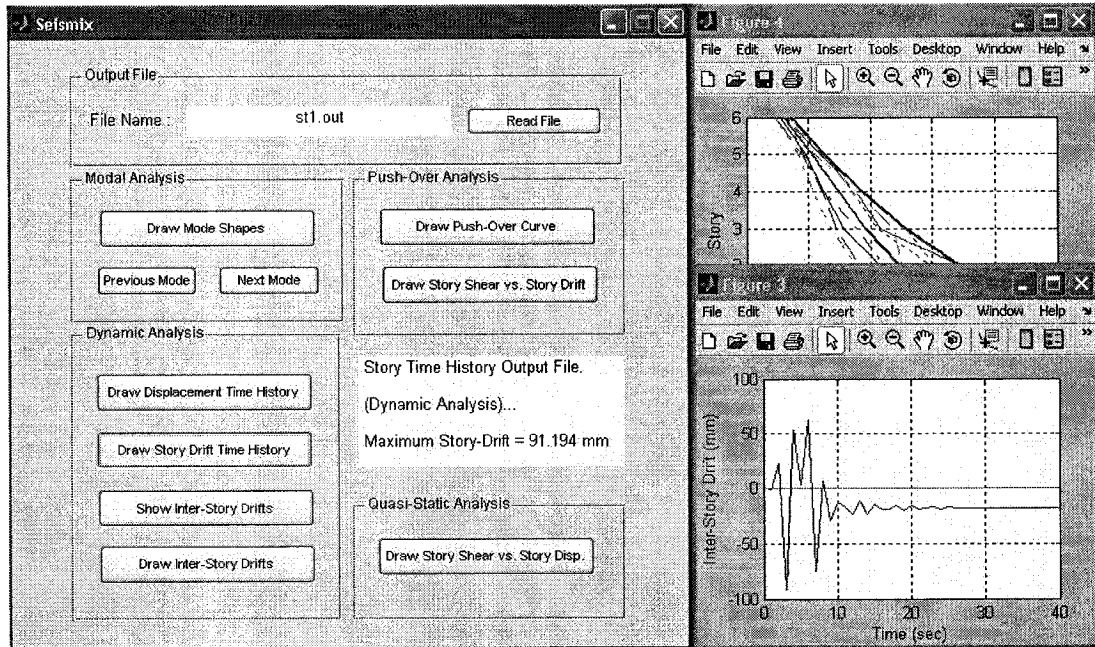 Seismix
Output File
File Name :
st1.out
Read File
Modal Analysis
Draw Mode Shapes
Previous Mode
Next Mode
Push-Over Analysis
Draw Push-Over Curve
Draw Story Shear vs. Story Drift
Dynamic Analysis
Draw Displacement Time History
Draw Story Drift Time History
Show Inter-Story Drifts
Draw Inter-Story Drifts
Story Time History Output File.
(Dynamic Analysis)...
Maximum Story-Drift = 91.194 mm
Quasi-Static Analysis
Draw Story Shear vs. Story Disp.
Figure 4
File Edit View Insert Tools Desktop Window Help
6
5
4
3
Story
Figure 3
File Edit View Insert Tools Desktop Window Help
100
50
0
-50
-100
Inter-Story Drift (mm)
0 10 20 30 40
Time (sec)